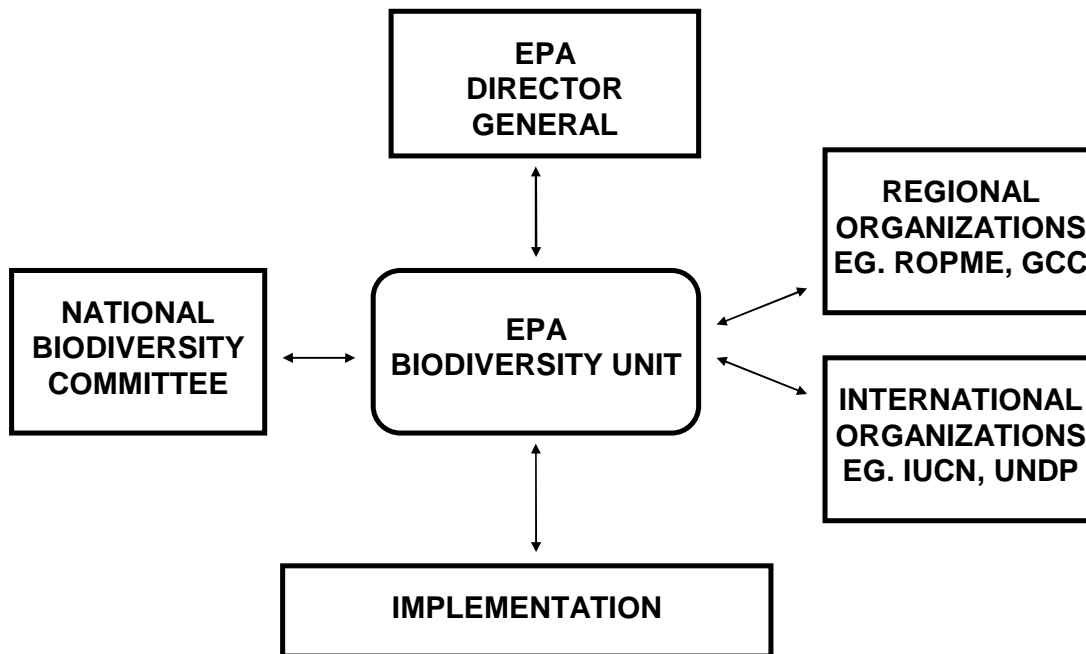 EPA
DIRECTOR
GENERAL
REGIONAL
ORGANIZATIONS
EG. ROPME, GCC
NATIONAL
BIODIVERSITY
COMMITTEE
EPA
BIODIVERSITY UNIT
INTERNATIONAL
ORGANIZATIONS
EG. IUCN, UNDP
IMPLEMENTATION